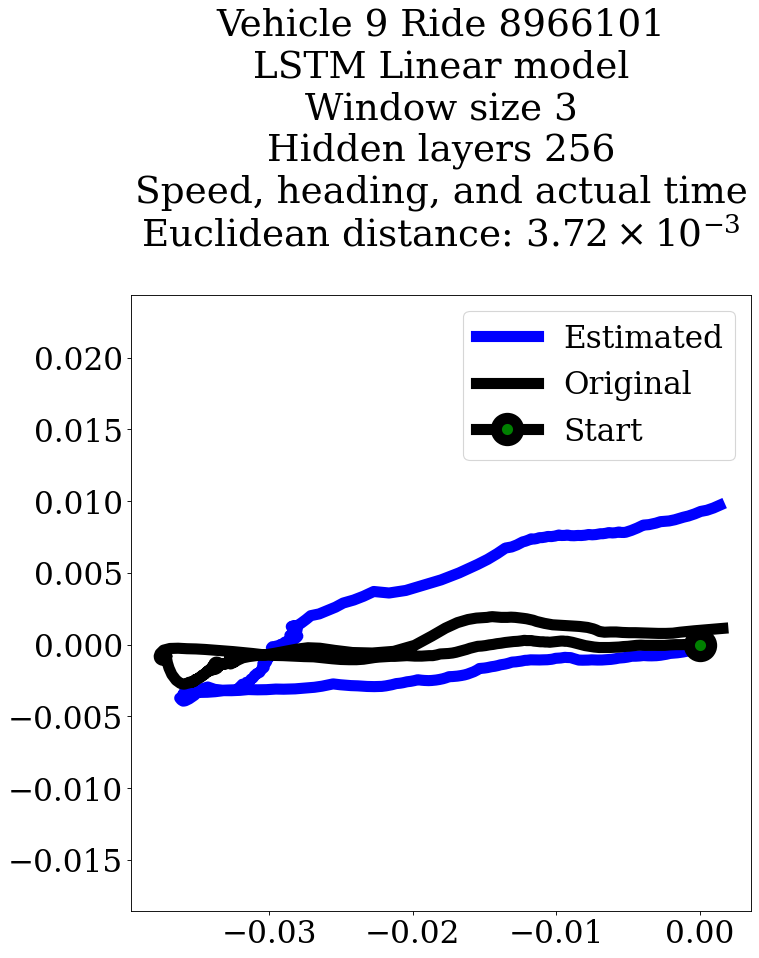 Vehicle 9 Ride 8966101
LSTM Linear model
Window size 3
Hidden layers 256
Speed, heading, and actual time
Euclidean distance: 3.72 × 10⁻³
Estimated
Original
Start
0.020
0.015
0.010
0.005
0.000
−0.005
−0.010
−0.015
−0.03 −0.02 −0.01 0.00